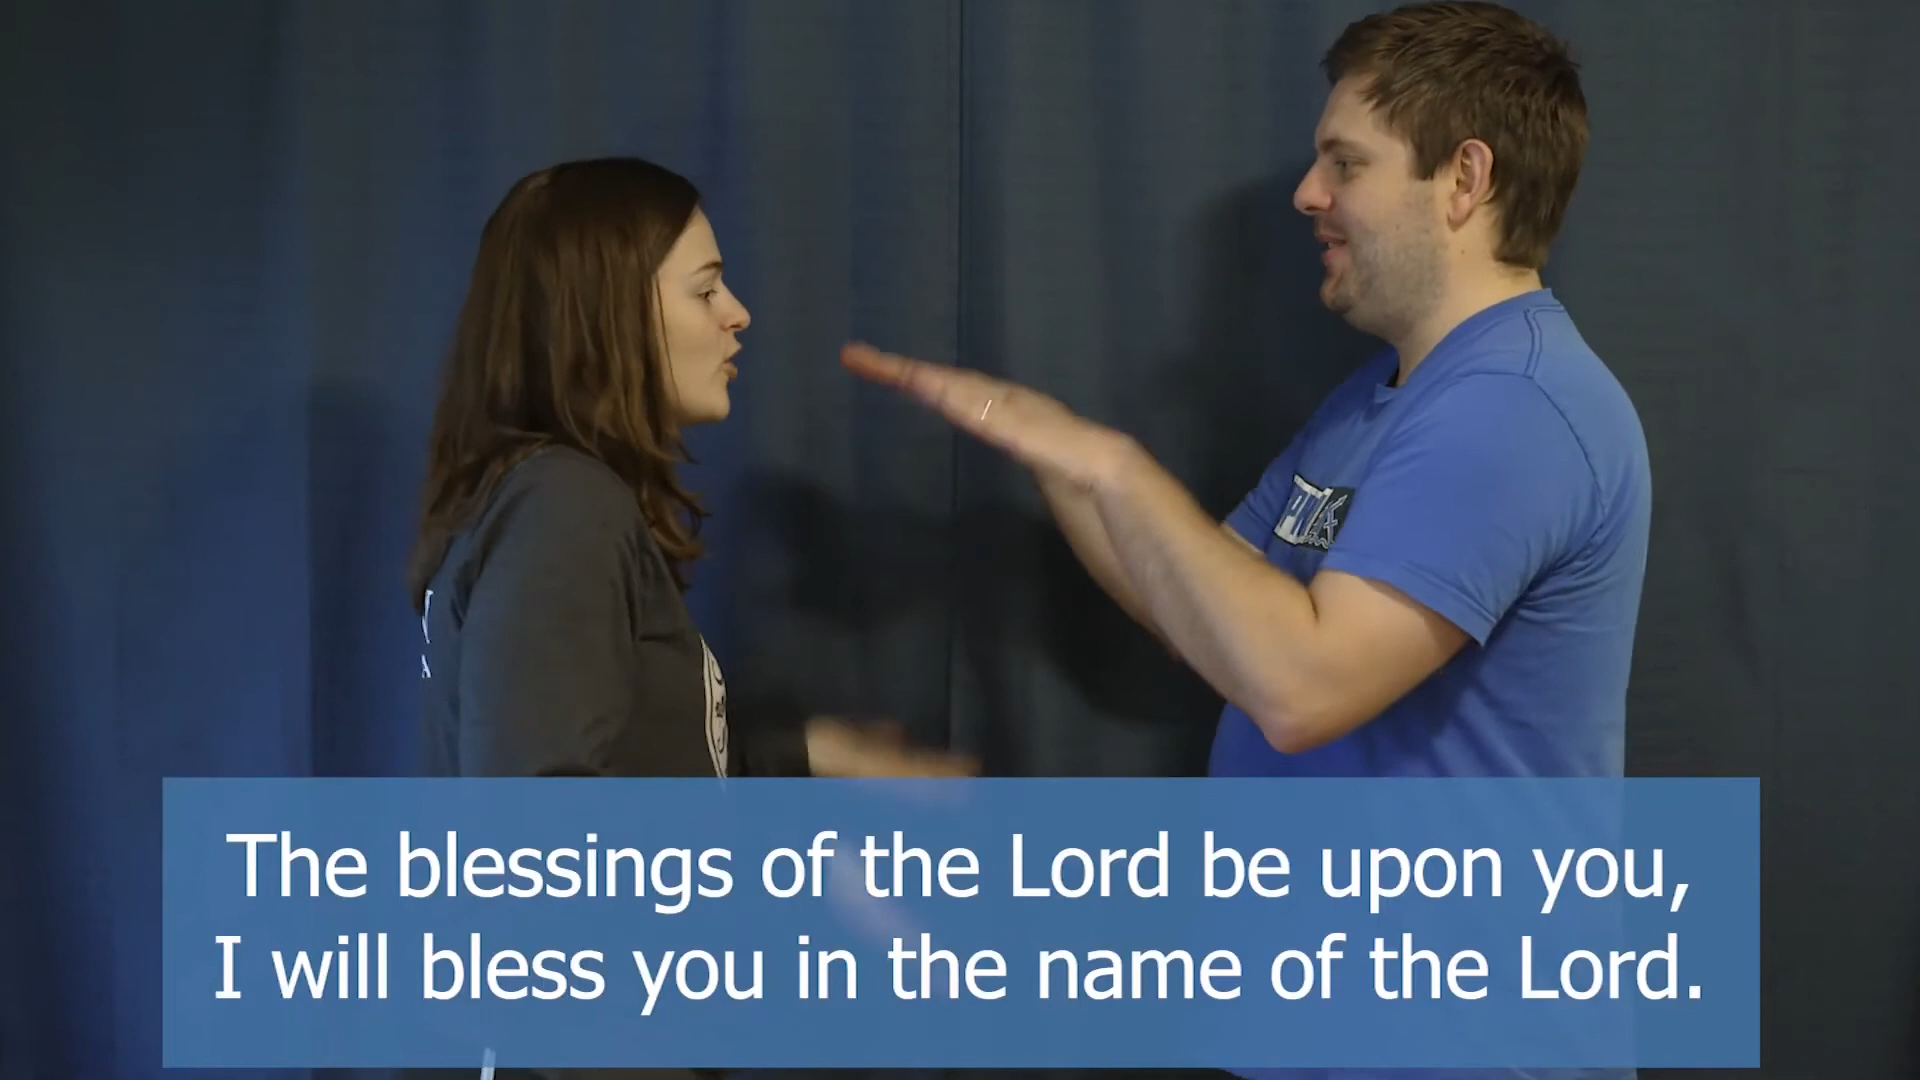 The blessings of the Lord be upon you,
I will bless you in the name of the Lord.